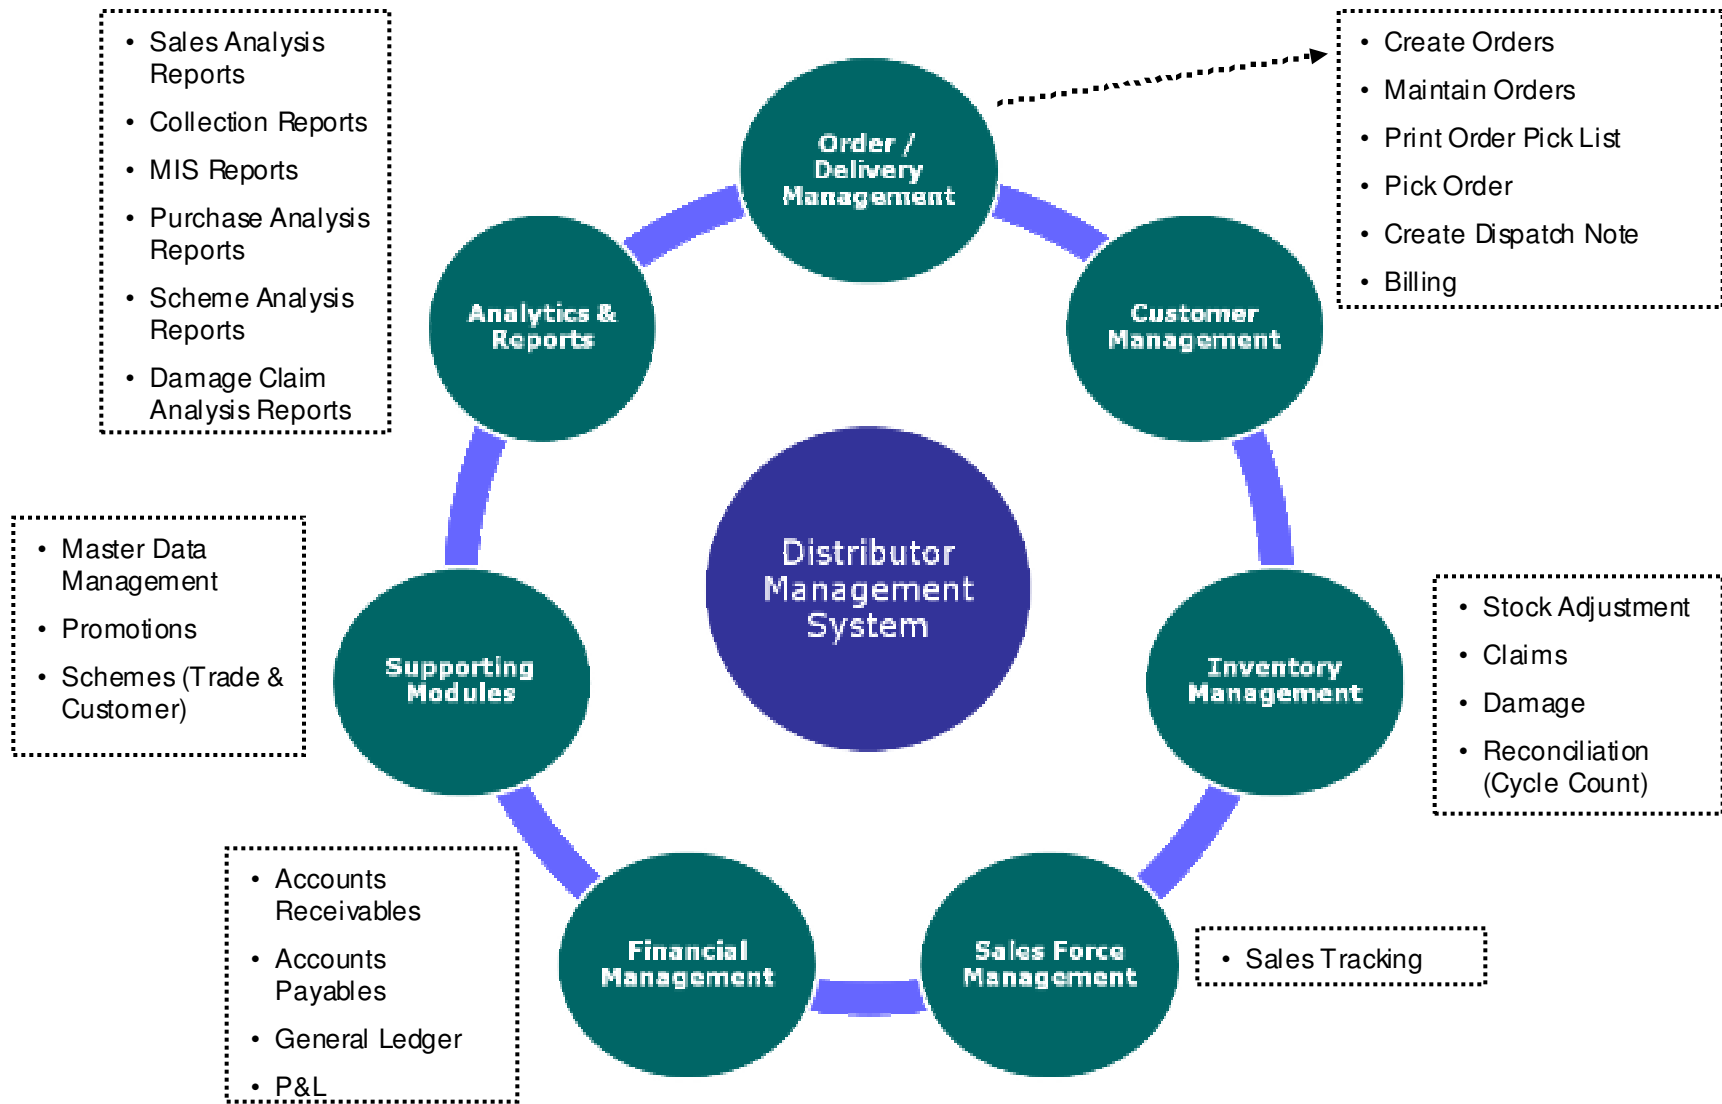 • Sales Analysis
Reports
• Collection Reports
• MIS Reports
• Purchase Analysis
Reports
• Scheme Analysis
Reports
• Damage Claim
Analysis Reports
Order /
Delivery
Management
• Create Orders
• Maintain Orders
• Print Order Pick List
• Pick Order
• Create Dispatch Note
• Billing
Analytics &
Reports
Customer
Management
• Master Data
Management
• Promotions
• Schemes (Trade &
Customer)
Distributor
Management
System
Supporting
Modules
Inventory
Management
• Stock Adjustment
• Claims
• Damage
• Reconciliation
(Cycle Count)
• Accounts
Receivables
• Accounts
Payables
• General Ledger
• P&L
Financial
Management
Sales Force
Management
• Sales Tracking